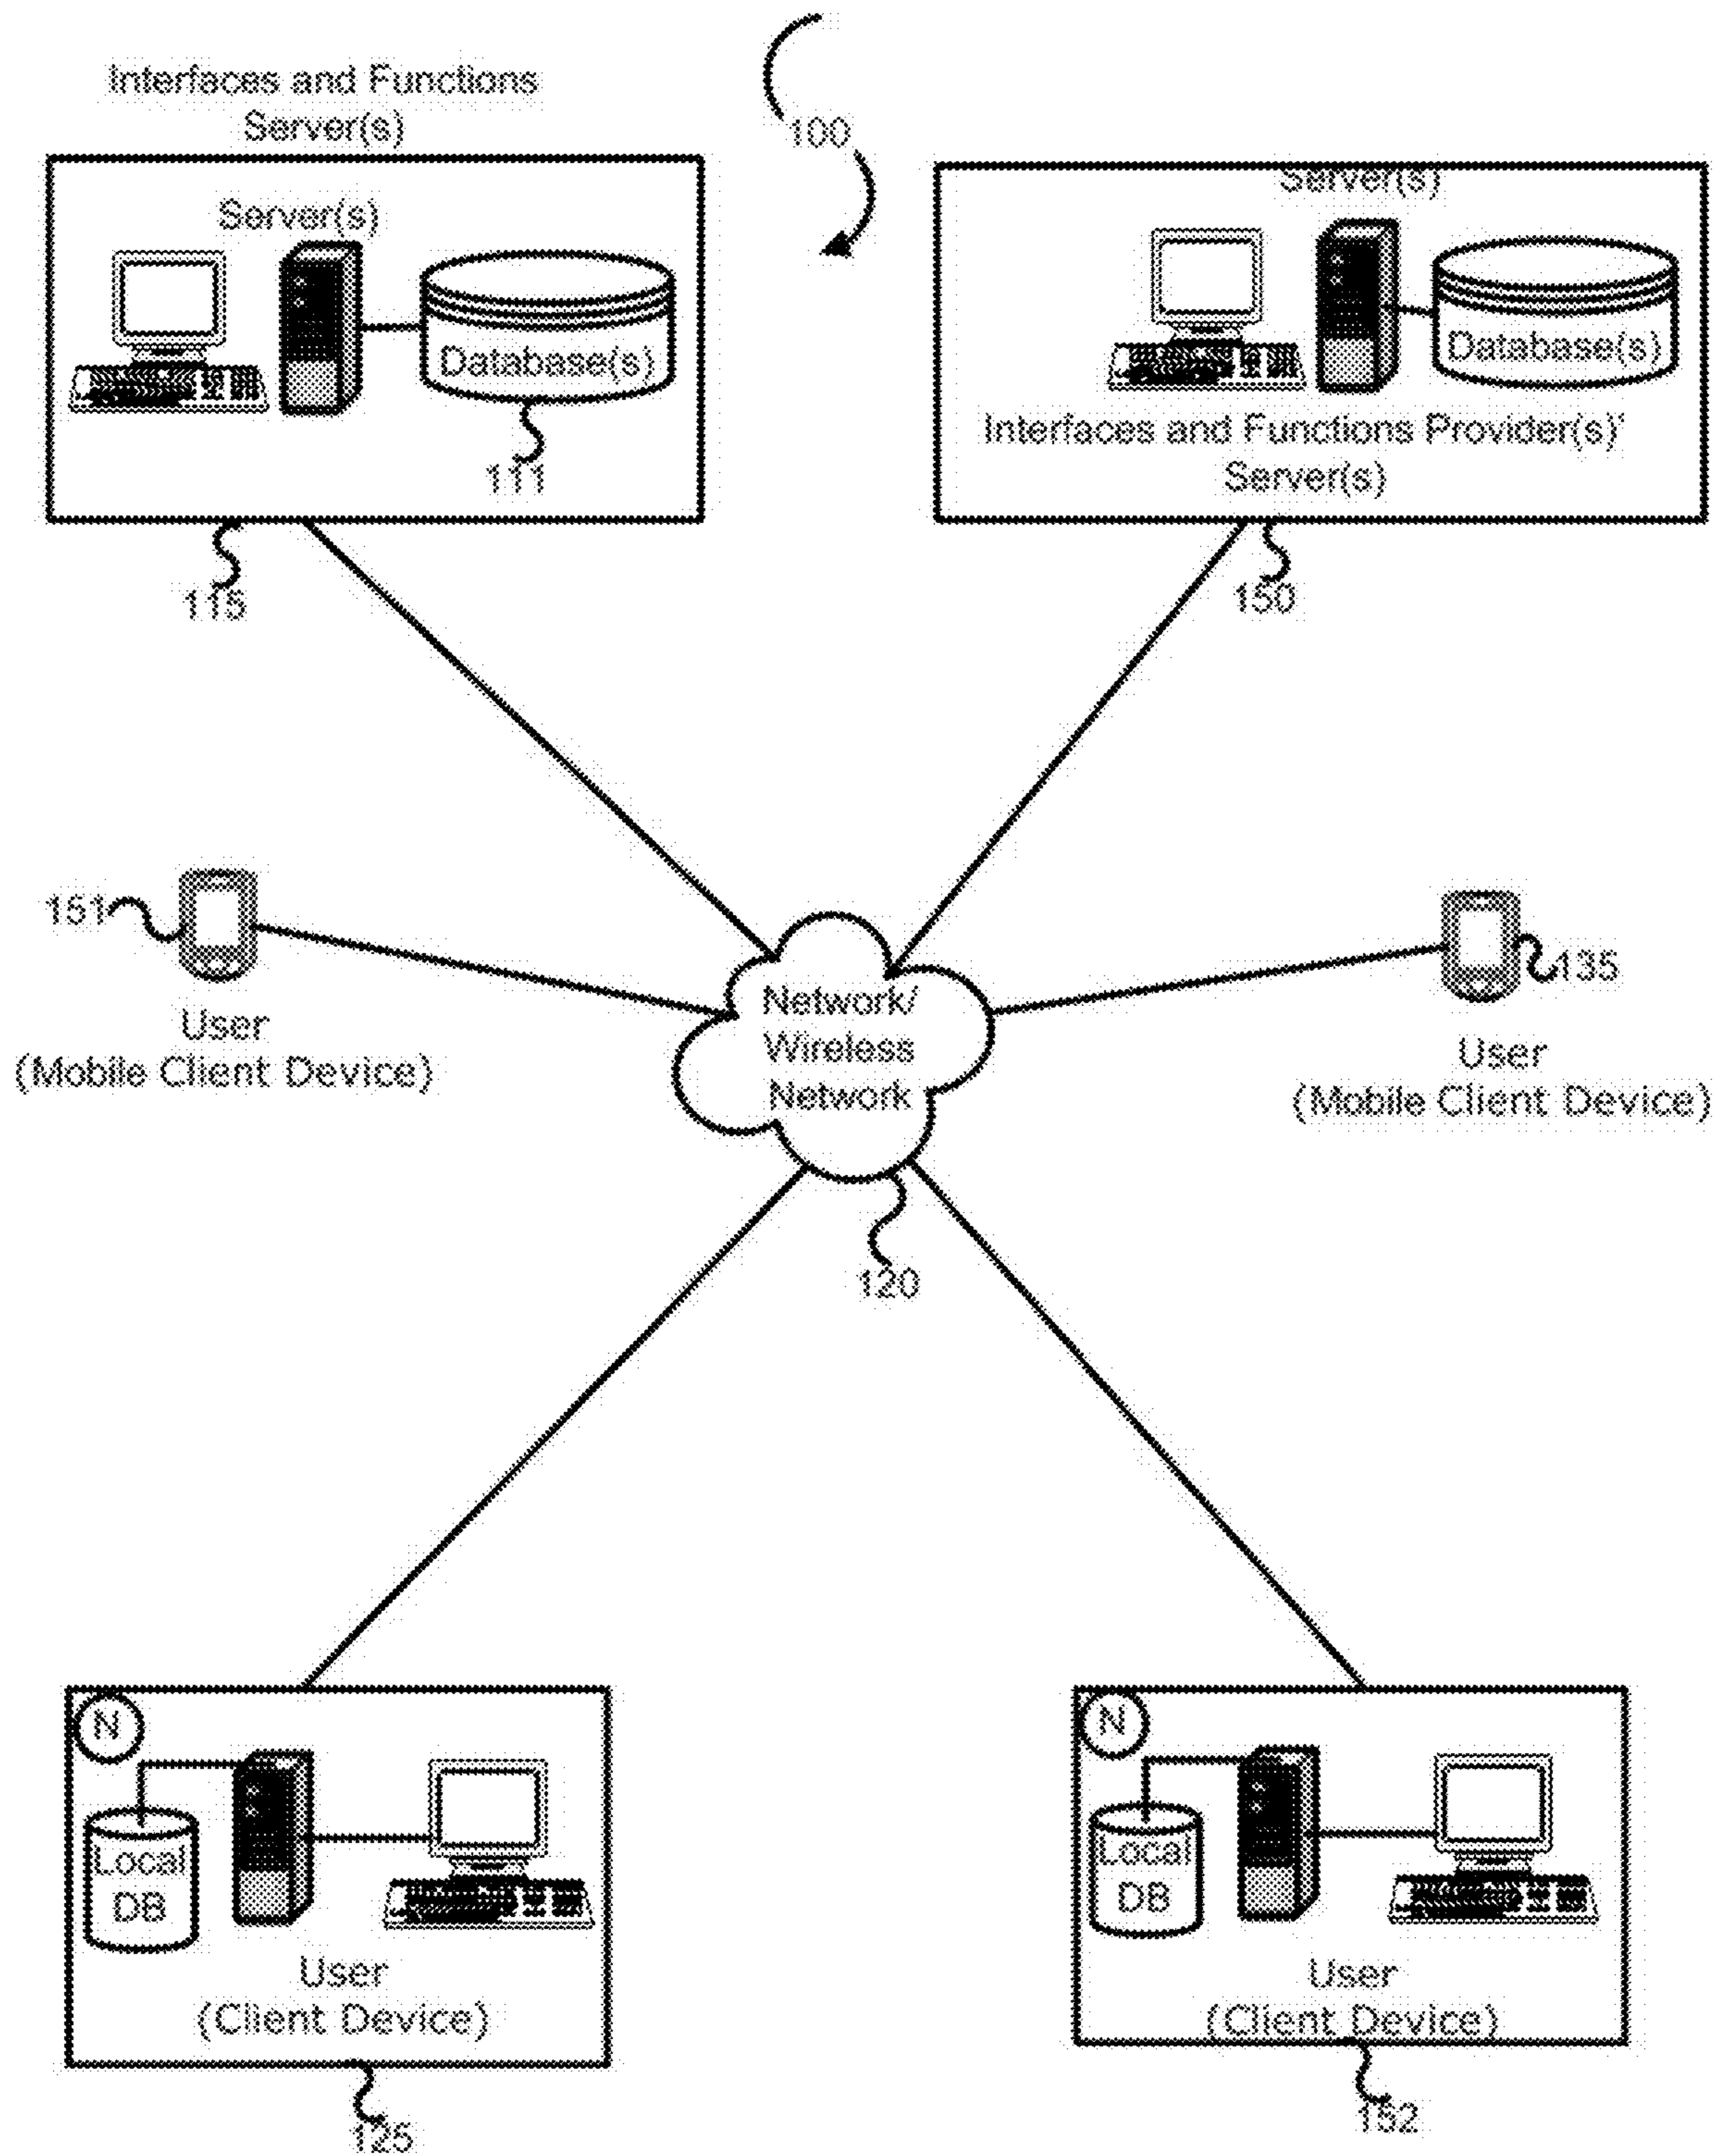 100
Interfaces and Functions
Server(s)
Server(s)
Database(s)
111
115
Server(s)
Database(s)
Interfaces and Functions Provider(s)'
Server(s)
150
151
User
(Mobile Client Device)
Network/
Wireless
Network
120
135
User
(Mobile Client Device)
N
Local
DB
User
(Client Device)
125
N
Local
DB
User
(Client Device)
152